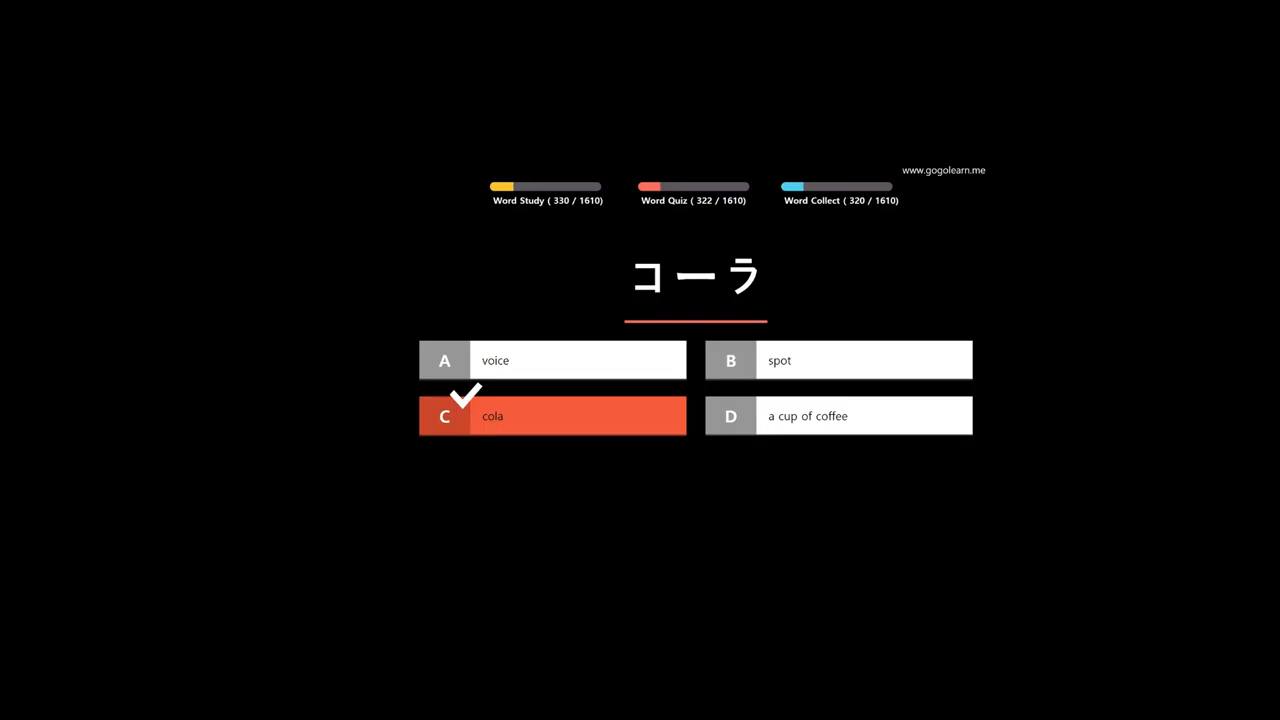 www.gogolearn.me
Word Study ( 330 / 1610)
Word Quiz ( 322 / 1610)
Word Collect ( 320 / 1610)
コーラ
A voice
B spot
C cola
D a cup of coffee